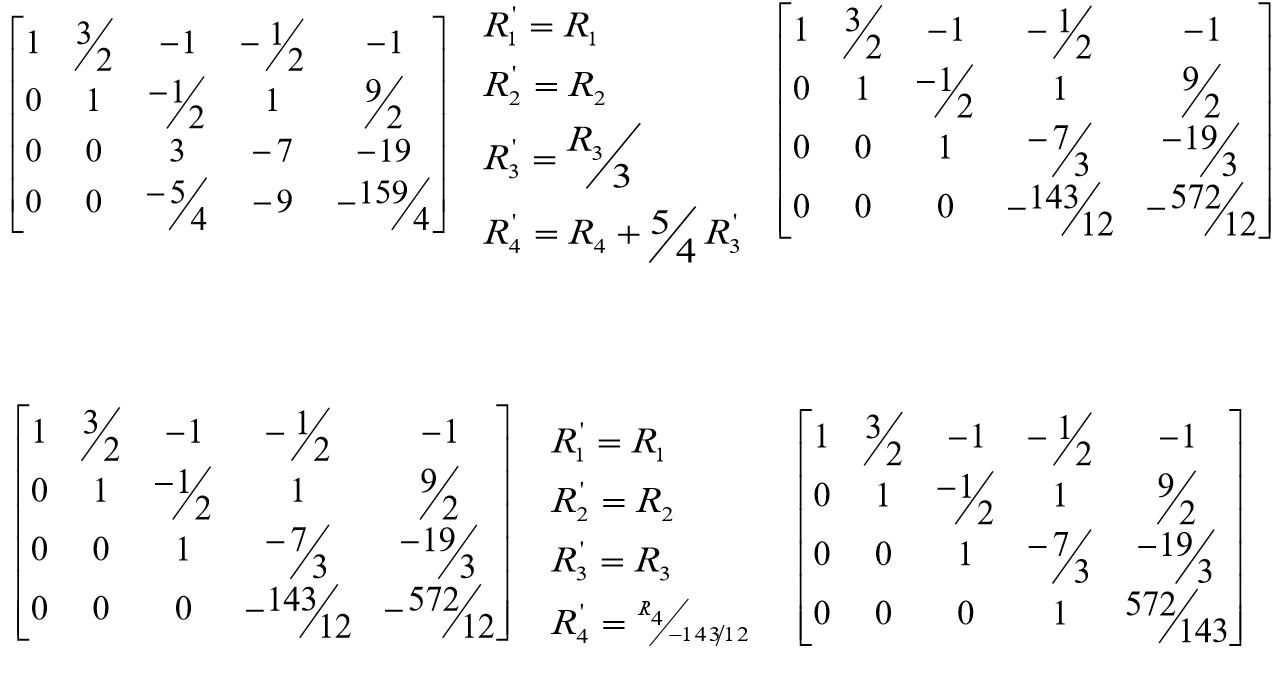 1 3/2 −1 −1/2 −1
0 1 −1/2 1 9/2
0 0 3 −7 −19
0 0 −5/4 −9 −159/4
R₁' = R₁
R₂' = R₂
R₃' = R₃/3
R₄' = R₄ + 5/4 R₃'
1 3/2 −1 −1/2 −1
0 1 −1/2 1 9/2
0 0 1 −7/3 −19/3
0 0 0 −143/12 −572/12
1 3/2 −1 −1/2 −1
0 1 −1/2 1 9/2
0 0 1 −7/3 −19/3
0 0 0 −143/12 −572/12
R₁' = R₁
R₂' = R₂
R₃' = R₃
R₄' = R₄/−143/12
1 3/2 −1 −1/2 −1
0 1 −1/2 1 9/2
0 0 1 −7/3 −19/3
0 0 0 1 572/143